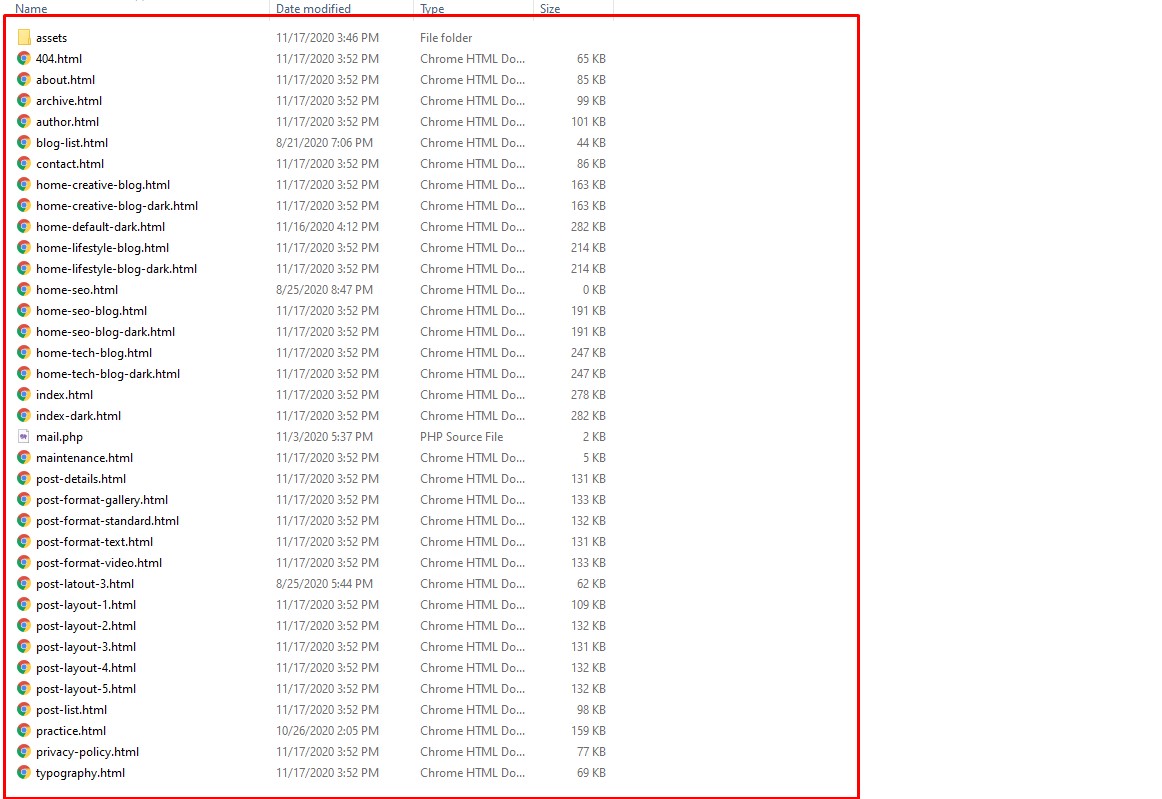 Name Date modified Type Size
assets 11/17/2020 3:46 PM File folder
404.html 11/17/2020 3:52 PM Chrome HTML Do... 65 KB
about.html 11/17/2020 3:52 PM Chrome HTML Do... 85 KB
archive.html 11/17/2020 3:52 PM Chrome HTML Do... 99 KB
author.html 11/17/2020 3:52 PM Chrome HTML Do... 101 KB
blog-list.html 8/21/2020 7:06 PM Chrome HTML Do... 44 KB
contact.html 11/17/2020 3:52 PM Chrome HTML Do... 86 KB
home-creative-blog.html 11/17/2020 3:52 PM Chrome HTML Do... 163 KB
home-creative-blog-dark.html 11/17/2020 3:52 PM Chrome HTML Do... 163 KB
home-default-dark.html 11/16/2020 4:12 PM Chrome HTML Do... 282 KB
home-lifestyle-blog.html 11/17/2020 3:52 PM Chrome HTML Do... 214 KB
home-lifestyle-blog-dark.html 11/17/2020 3:52 PM Chrome HTML Do... 214 KB
home-seo.html 8/25/2020 8:47 PM Chrome HTML Do... 0 KB
home-seo-blog.html 11/17/2020 3:52 PM Chrome HTML Do... 191 KB
home-seo-blog-dark.html 11/17/2020 3:52 PM Chrome HTML Do... 191 KB
home-tech-blog.html 11/17/2020 3:52 PM Chrome HTML Do... 247 KB
home-tech-blog-dark.html 11/17/2020 3:52 PM Chrome HTML Do... 247 KB
index.html 11/17/2020 3:52 PM Chrome HTML Do... 278 KB
index-dark.html 11/17/2020 3:52 PM Chrome HTML Do... 282 KB
mail.php 11/3/2020 5:37 PM PHP Source File 2 KB
maintenance.html 11/17/2020 3:52 PM Chrome HTML Do... 5 KB
post-details.html 11/17/2020 3:52 PM Chrome HTML Do... 131 KB
post-format-gallery.html 11/17/2020 3:52 PM Chrome HTML Do... 133 KB
post-format-standard.html 11/17/2020 3:52 PM Chrome HTML Do... 132 KB
post-format-text.html 11/17/2020 3:52 PM Chrome HTML Do... 131 KB
post-format-video.html 11/17/2020 3:52 PM Chrome HTML Do... 133 KB
post-latout-3.html 8/25/2020 5:44 PM Chrome HTML Do... 62 KB
post-layout-1.html 11/17/2020 3:52 PM Chrome HTML Do... 109 KB
post-layout-2.html 11/17/2020 3:52 PM Chrome HTML Do... 132 KB
post-layout-3.html 11/17/2020 3:52 PM Chrome HTML Do... 131 KB
post-layout-4.html 11/17/2020 3:52 PM Chrome HTML Do... 132 KB
post-layout-5.html 11/17/2020 3:52 PM Chrome HTML Do... 132 KB
post-list.html 11/17/2020 3:52 PM Chrome HTML Do... 98 KB
practice.html 10/26/2020 2:05 PM Chrome HTML Do... 159 KB
privacy-policy.html 11/17/2020 3:52 PM Chrome HTML Do... 77 KB
typography.html 11/17/2020 3:52 PM Chrome HTML Do... 69 KB